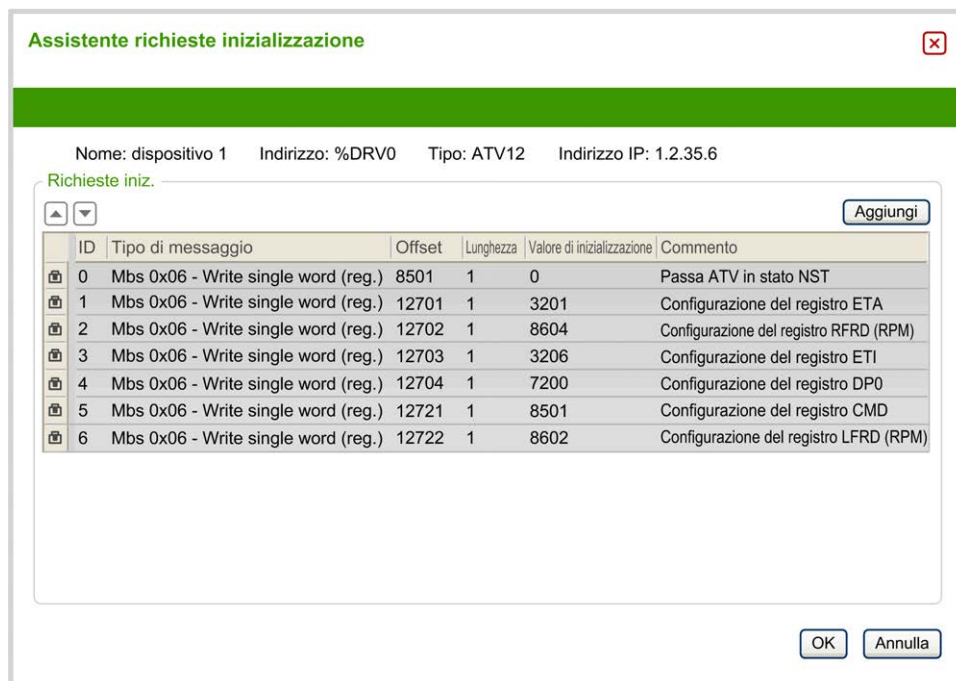 Assistente richieste inizializzazione
Nome: dispositivo 1 Indirizzo: %DRV0 Tipo: ATV12 Indirizzo IP: 1.2.35.6
Richieste iniz.
Aggiungi
ID Tipo di messaggio Offset Lunghezza Valore di inizializzazione Commento
0 Mbs 0x06 - Write single word (reg.) 8501 1 0 Passa ATV in stato NST
1 Mbs 0x06 - Write single word (reg.) 12701 1 3201 Configurazione del registro ETA
2 Mbs 0x06 - Write single word (reg.) 12702 1 8604 Configurazione del registro RFRD (RPM)
3 Mbs 0x06 - Write single word (reg.) 12703 1 3206 Configurazione del registro ETI
4 Mbs 0x06 - Write single word (reg.) 12704 1 7200 Configurazione del registro DP0
5 Mbs 0x06 - Write single word (reg.) 12721 1 8501 Configurazione del registro CMD
6 Mbs 0x06 - Write single word (reg.) 12722 1 8602 Configurazione del registro LFRD (RPM)
OK Annulla